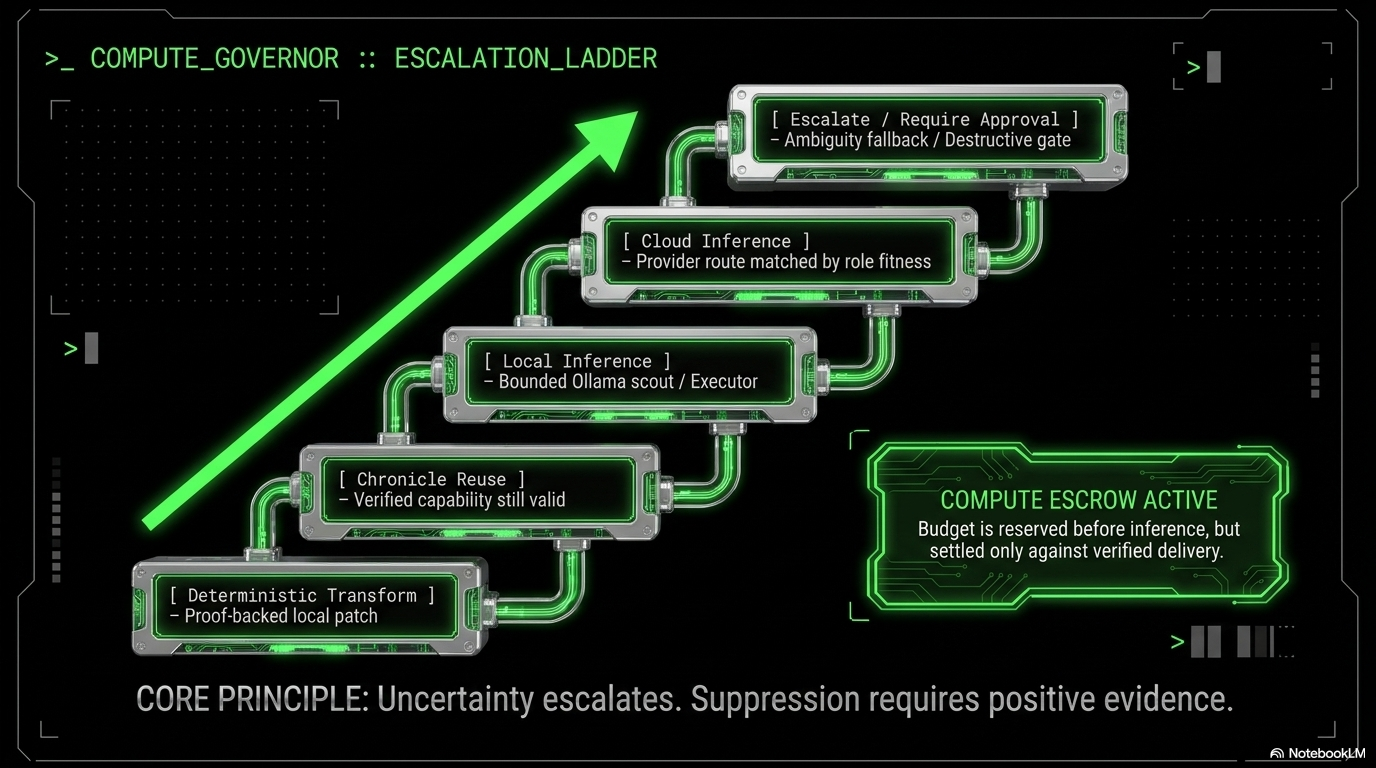 >_ COMPUTE_GOVERNOR :: ESCALATION_LADDER
>
[ Escalate / Require Approval ]
– Ambiguity fallback / Destructive gate
[ Cloud Inference ]
– Provider route matched by role fitness
>
[ Local Inference ]
– Bounded Ollama scout / Executor
[ Chronicle Reuse ]
– Verified capability still valid
COMPUTE ESCROW ACTIVE
Budget is reserved before inference, but
settled only against verified delivery.
[ Deterministic Transform ]
– Proof-backed local patch
>
CORE PRINCIPLE: Uncertainty escalates. Suppression requires positive evidence.
NotebookLM